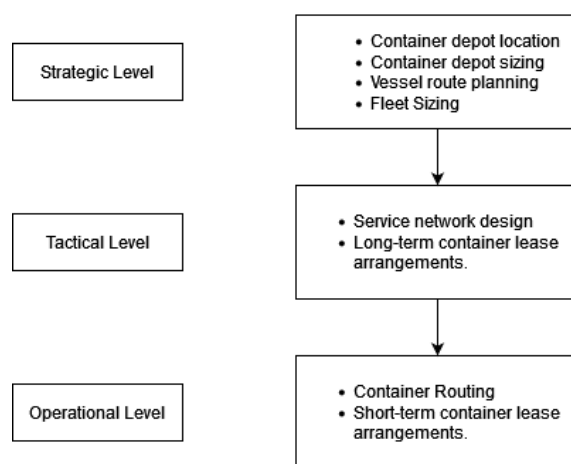 Strategic Level
• Container depot location
• Container depot sizing
• Vessel route planning
• Fleet Sizing
Tactical Level
• Service network design
• Long-term container lease
arrangements.
Operational Level
• Container Routing
• Short-term container lease
arrangements.